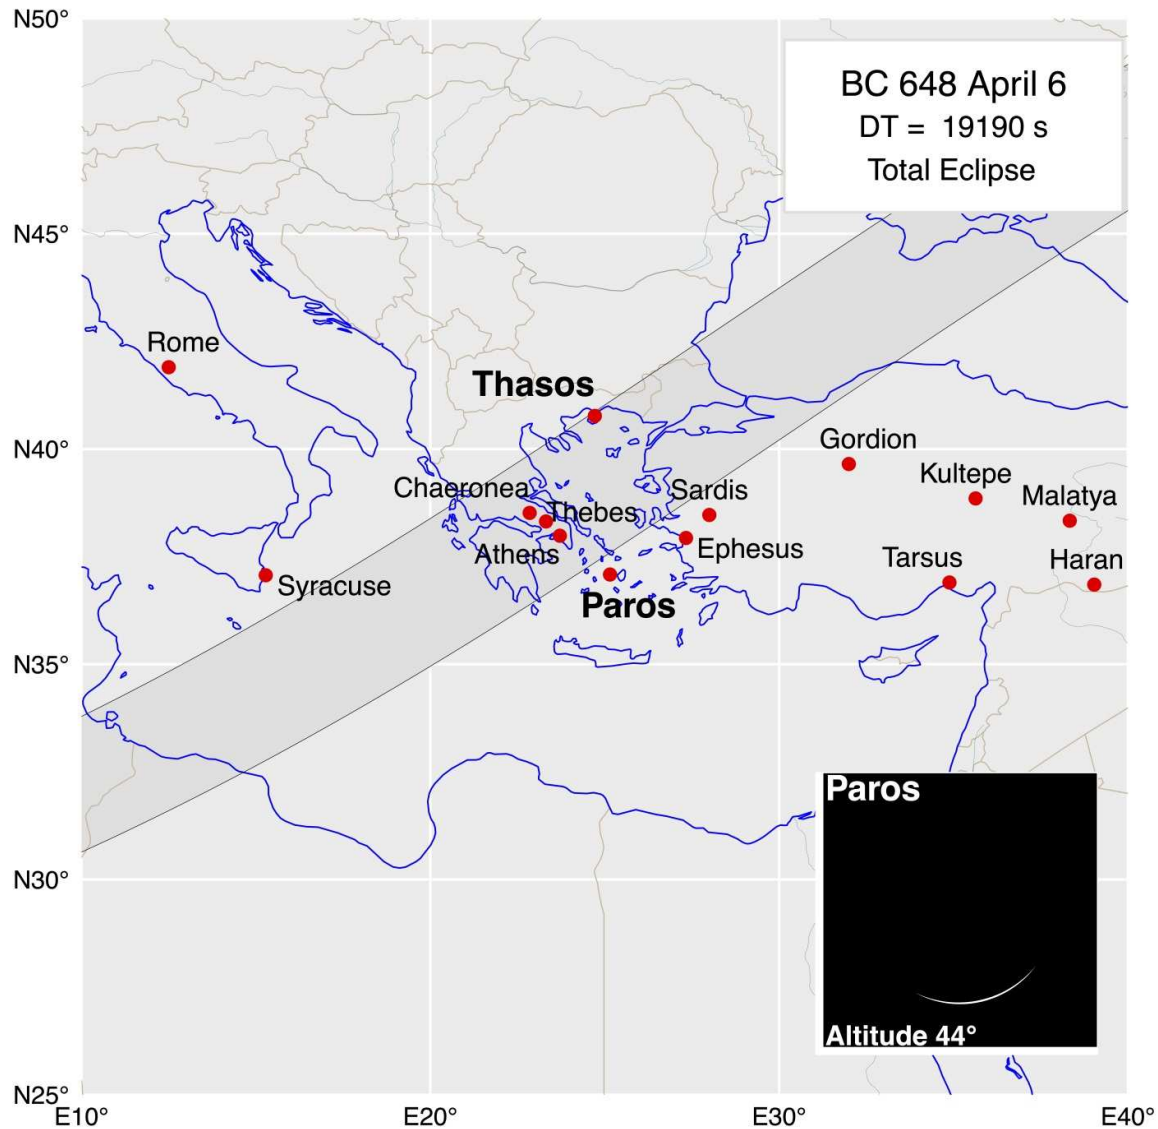 N50°
BC 648 April 6
DT = 19190 s
Total Eclipse
N45°
Rome
Thasos
N40°
Gordion
Kultepe
Chaeronea
Sardis
Malatya
Thebes
Athens
Ephesus
Tarsus
Haran
Syracuse
Paros
N35°
Paros
N30°
Altitude 44°
N25°
E10°
E20°
E30°
E40°